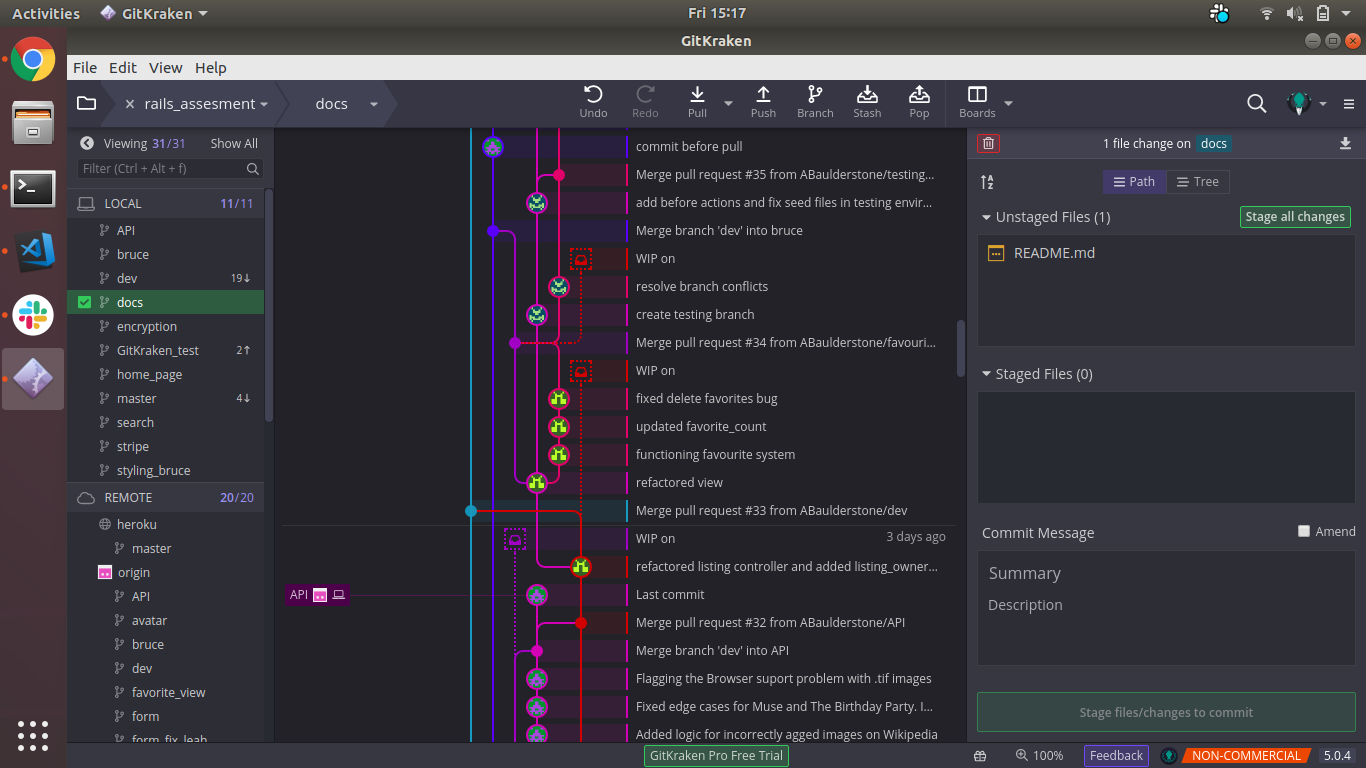 Activities GitKraken Fri 15:17
GitKraken
File Edit View Help
rails_assesment docs Undo Redo Pull Push Branch Stash Pop Boards
Viewing 31/31 Show All
Filter (Ctrl + Alt + f)
LOCAL 11/11
API
bruce
dev 19↓
docs
encryption
GitKraken_test 2↑
home_page
master 4↓
search
stripe
styling_bruce
REMOTE 20/20
heroku
master
origin
API
avatar
bruce
dev
favorite_view
form
form_fix_leah
API
commit before pull
Merge pull request #35 from ABaulderstone/testing...
add before actions and fix seed files in testing envir...
Merge branch 'dev' into bruce
WIP on
resolve branch conflicts
create testing branch
Merge pull request #34 from ABaulderstone/favouri...
WIP on
fixed delete favorites bug
updated favorite_count
functioning favourite system
refactored view
Merge pull request #33 from ABaulderstone/dev
WIP on 3 days ago
refactored listing controller and added listing_owner...
Last commit
Merge pull request #32 from ABaulderstone/API
Merge branch 'dev' into API
Flagging the Browser suport problem with .tif images
Fixed edge cases for Muse and The Birthday Party. I...
Added logic for incorrectly agged images on Wikipedia
1 file change on docs
Path Tree
Unstaged Files (1) Stage all changes
README.md
Staged Files (0)
Commit Message Amend
Summary
Description
Stage files/changes to commit
GitKraken Pro Free Trial 100% Feedback NON-COMMERCIAL 5.0.4